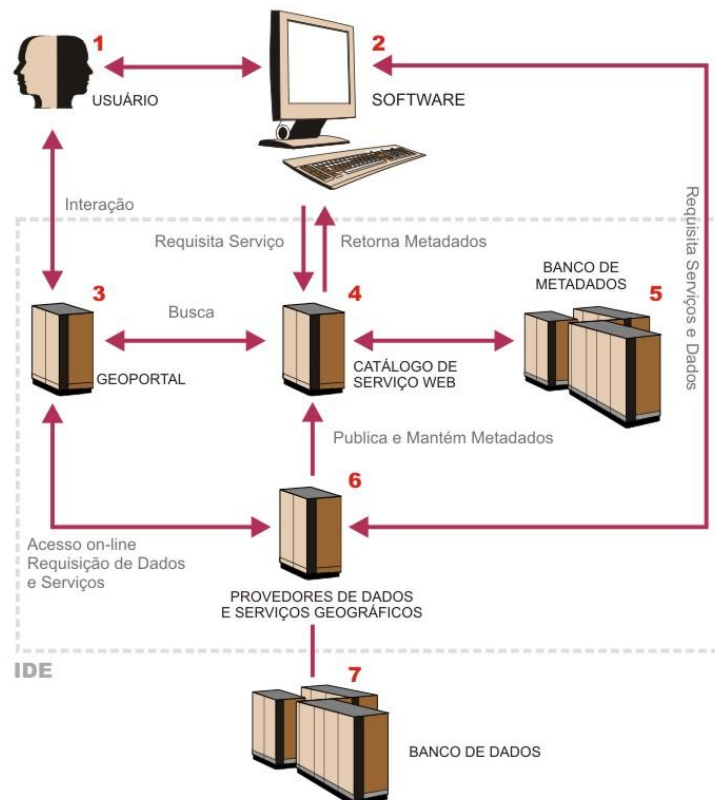 1
USUÁRIO
2
SOFTWARE
Interação
Requisita Serviço
Retorna Metadados
Requisita Serviços e Dados
3
GEOPORTAL
Busca
4
CATÁLOGO DE
SERVIÇO WEB
BANCO DE
METADADOS
5
Publica e Mantém Metadados
6
Acesso on-line
Requisição de Dados
e Serviços
PROVEDORES DE DADOS
E SERVIÇOS GEOGRÁFICOS
IDE
7
BANCO DE DADOS